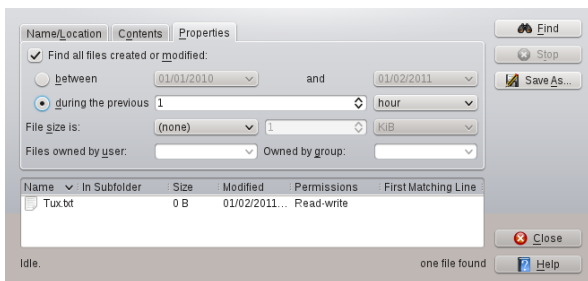 Name/Location Contents Properties
Find all files created or modified:
between 01/01/2010 and 01/02/2011
during the previous 1 hour
File size is: (none) 1 KiB
Files owned by user: Owned by group:
Name In Subfolder Size Modified Permissions First Matching Line
Tux.txt 0 B 01/02/2011... Read-write
Idle. one file found
Find
Stop
Save As...
Close
Help